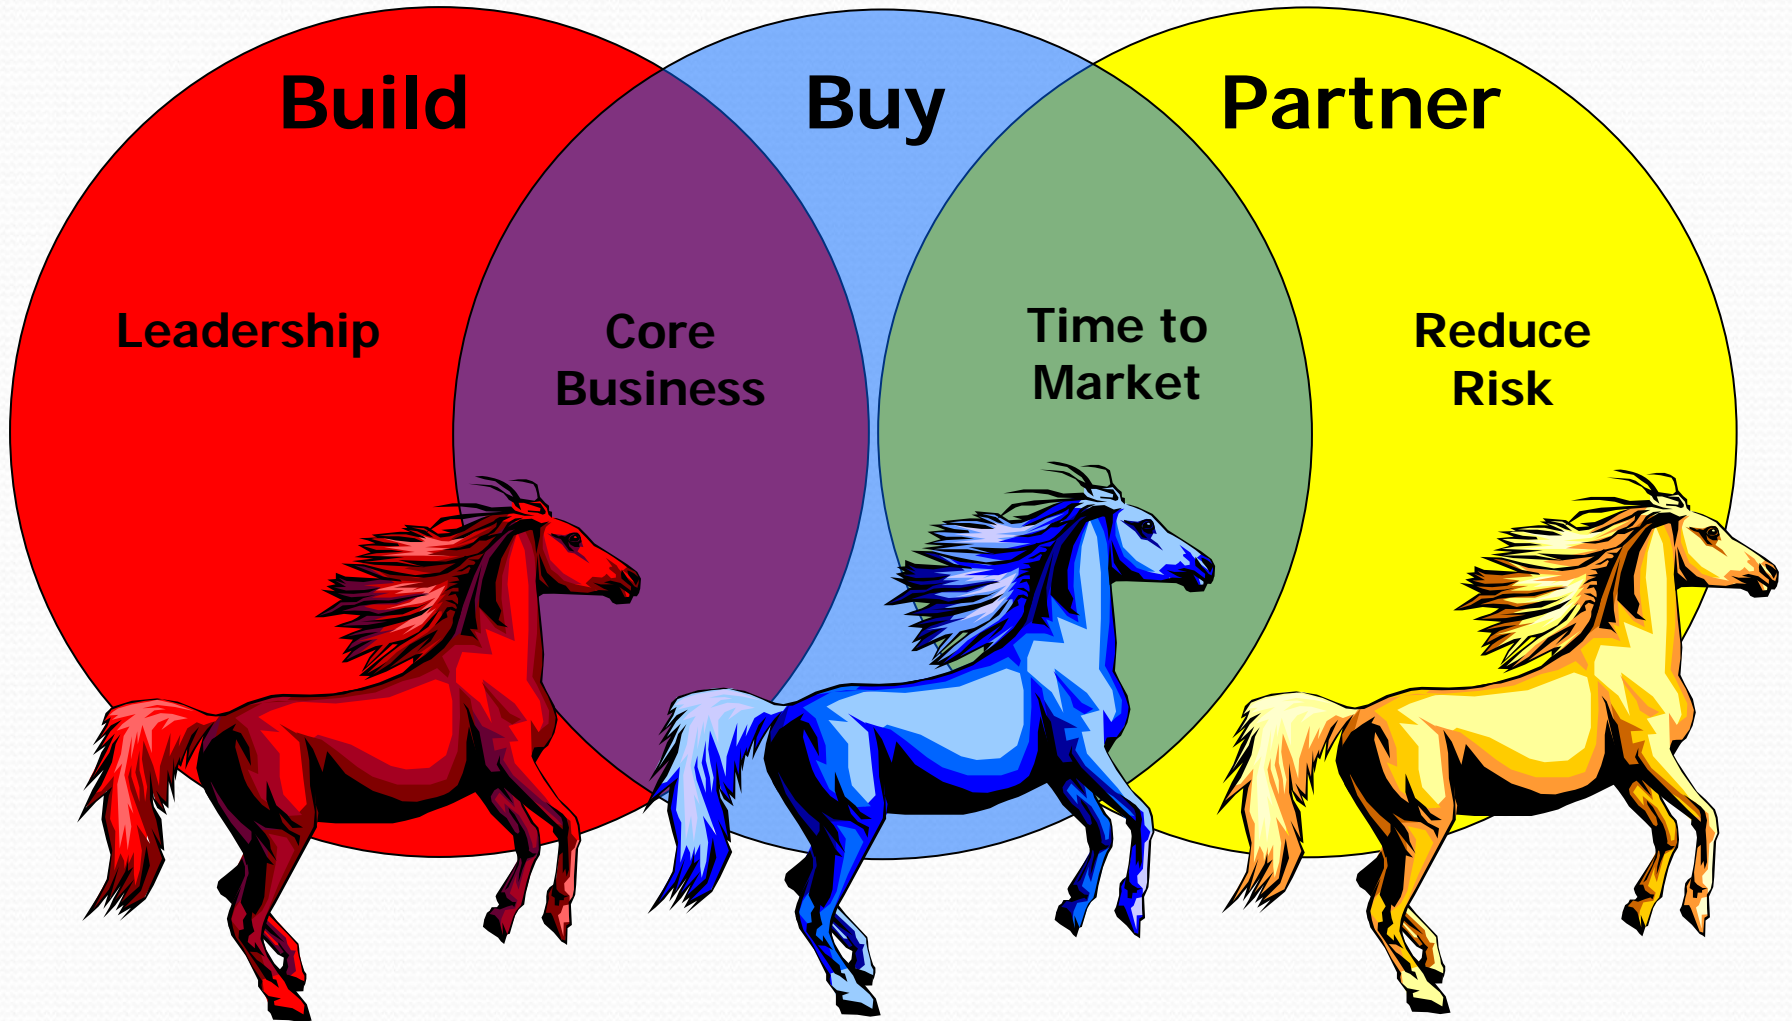 Build
Buy
Partner
Leadership
Core
Business
Time to
Market
Reduce
Risk